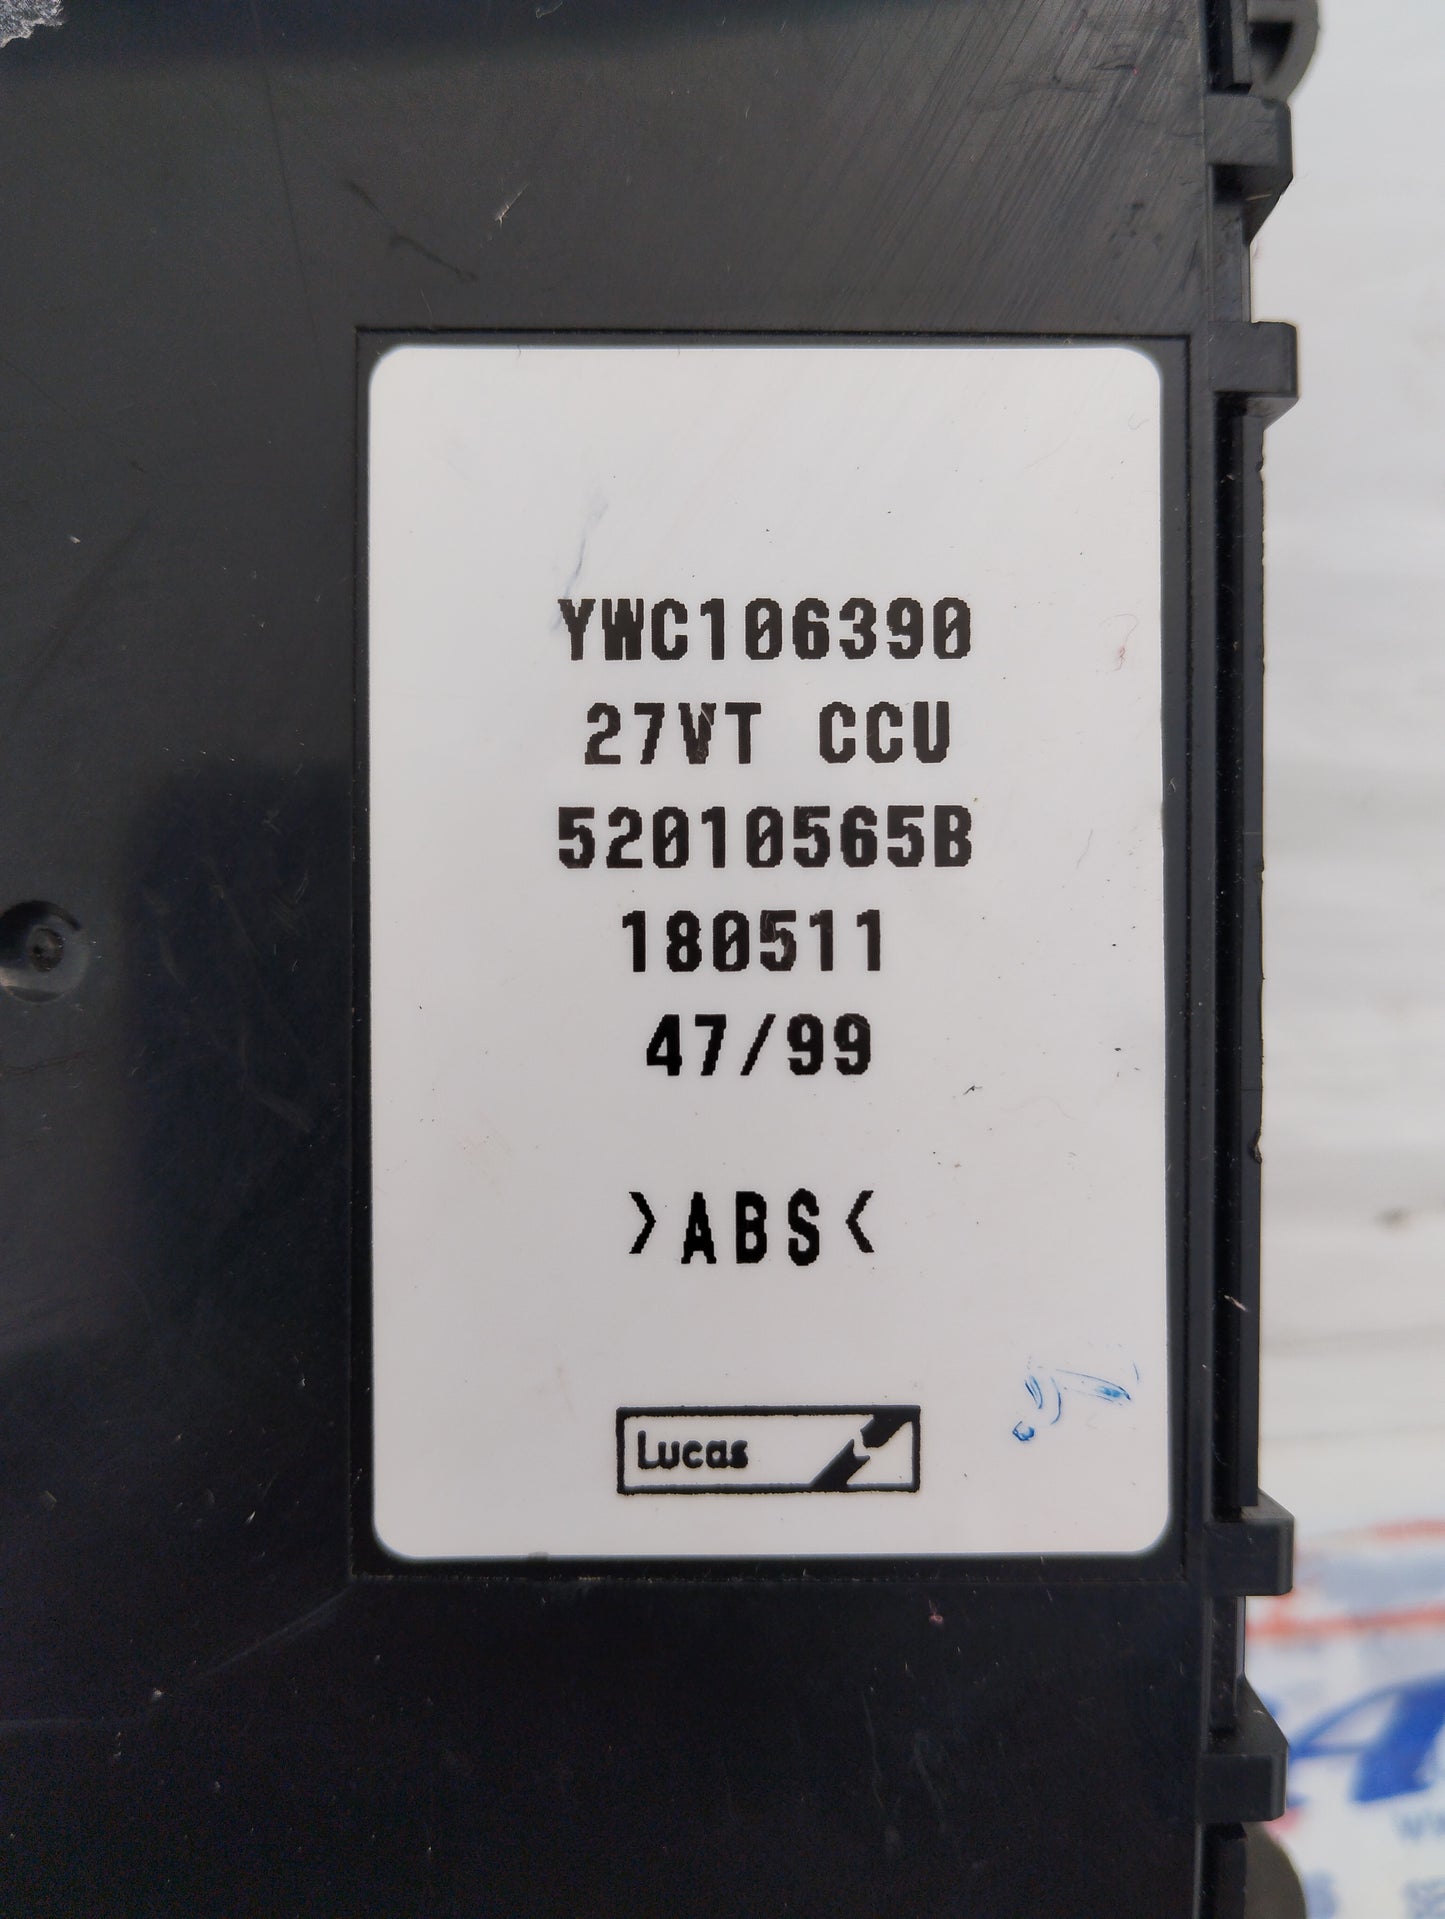 YWC106390
27VT CCU
52010565B
180511
47/99
>ABS<
Lucas